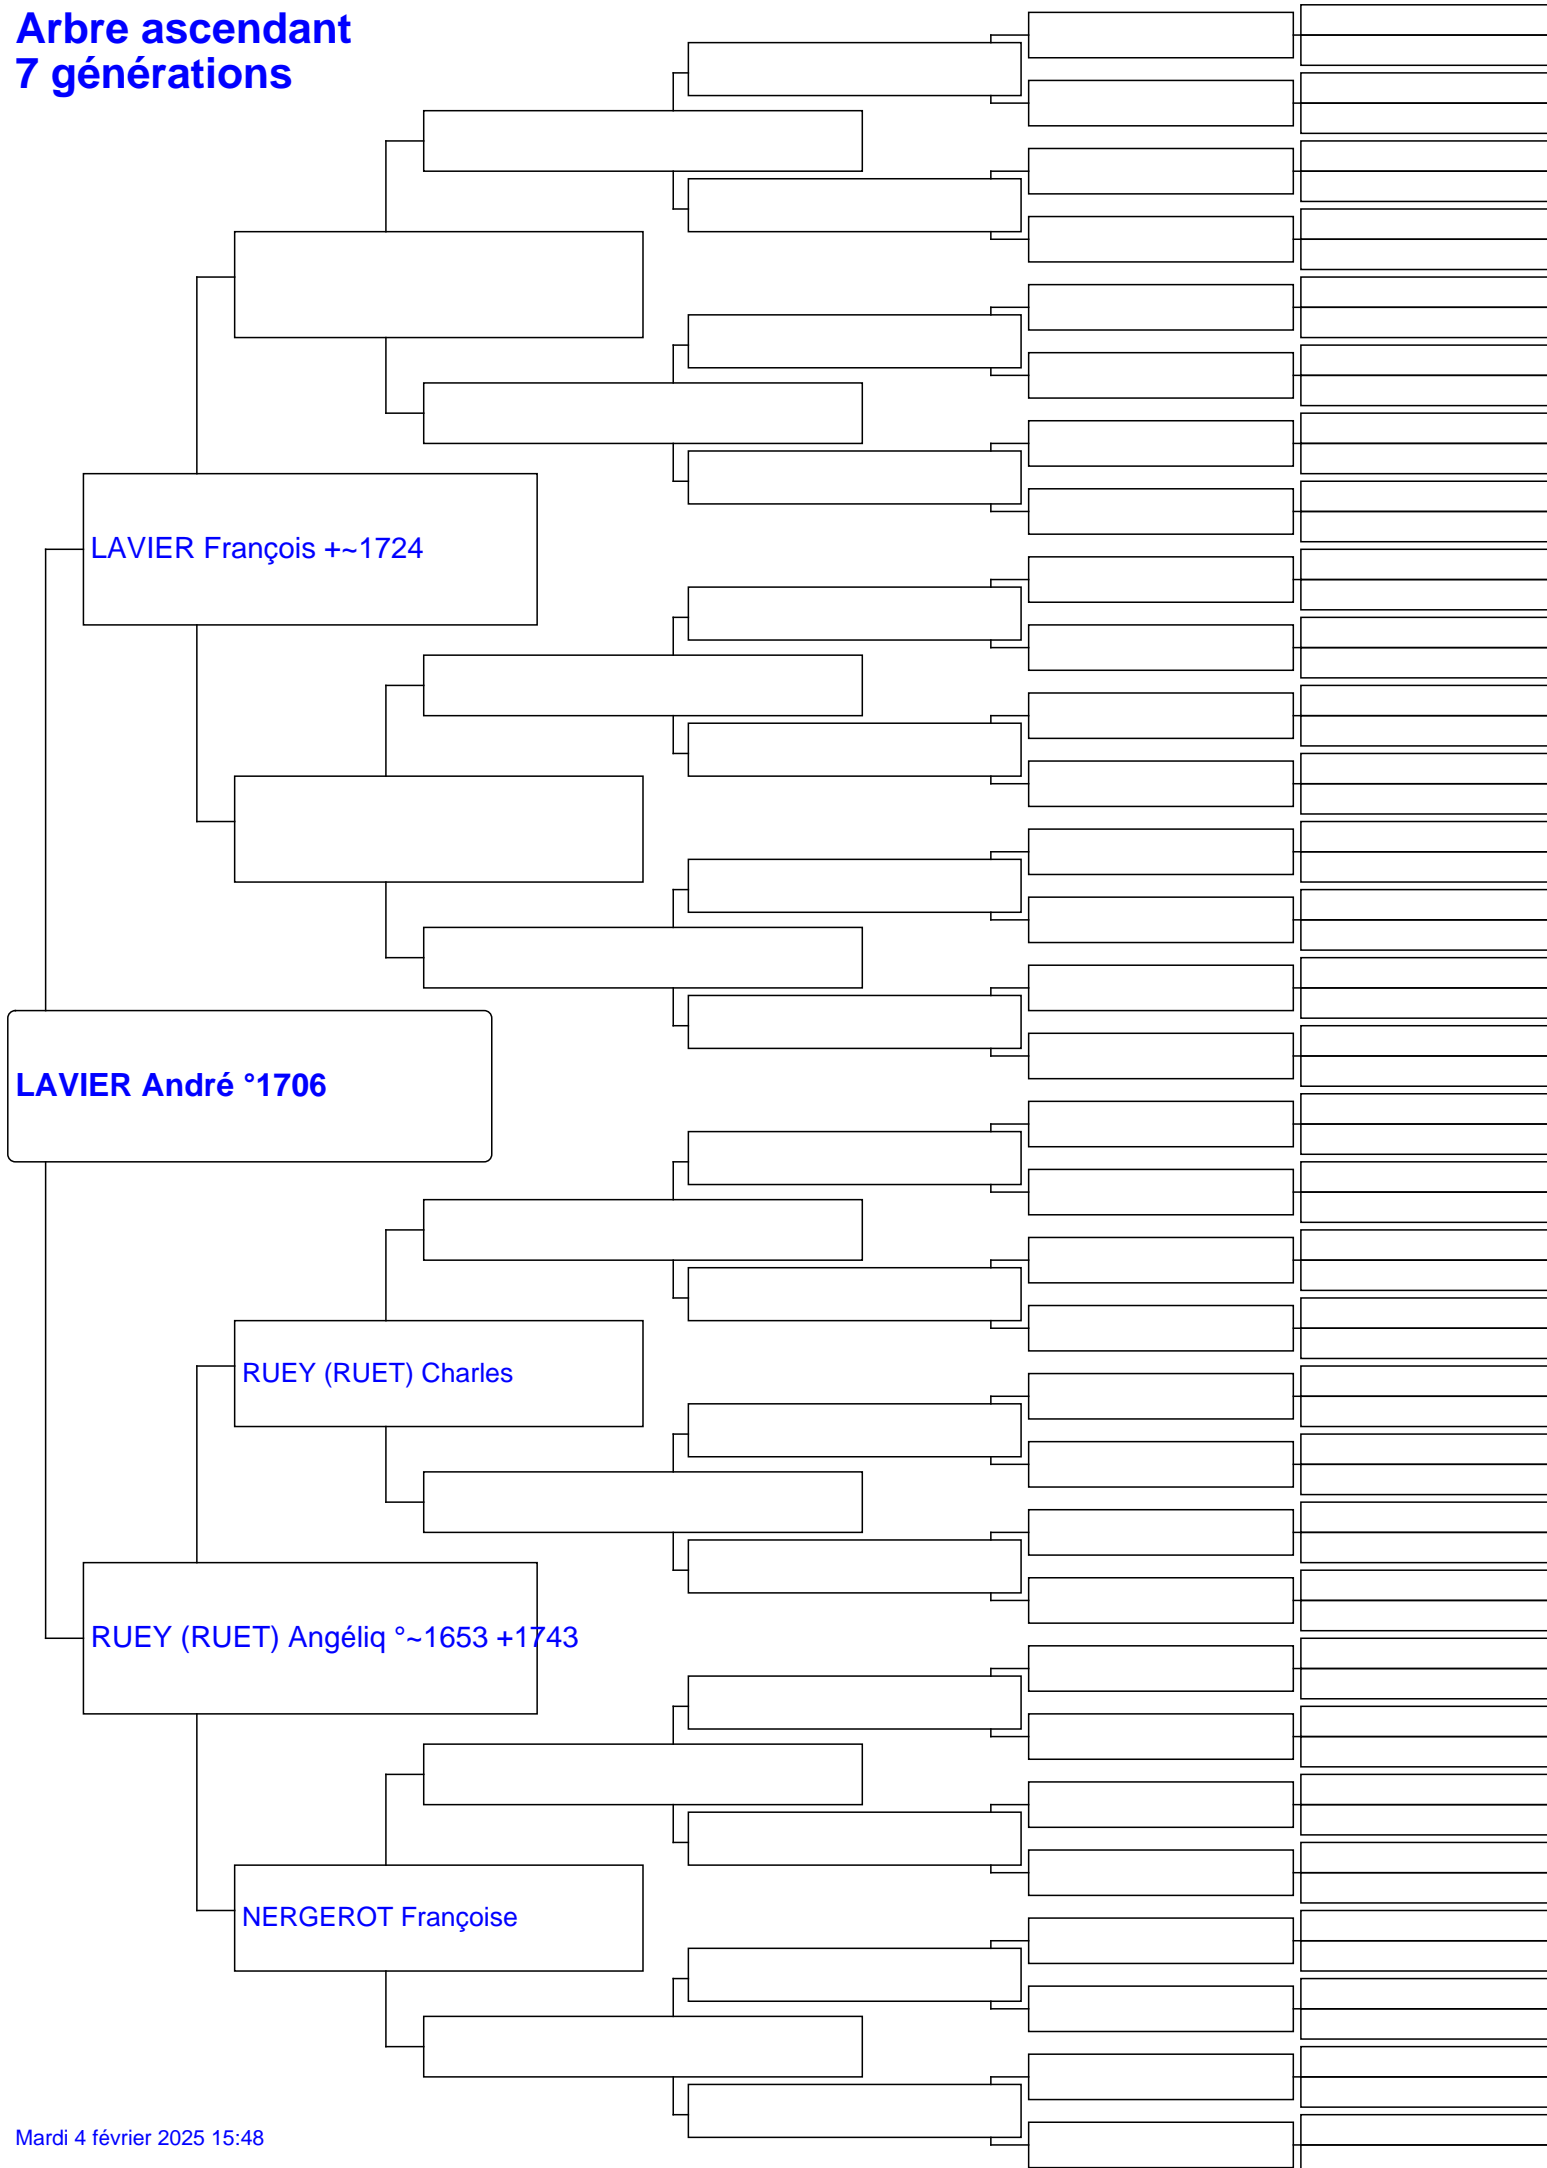 Arbre ascendant
7 générations
LAVIER François +~1724
LAVIER André °1706
RUEY (RUET) Charles
RUEY (RUET) Angéliq °~1653 +1743
NERGEROT Françoise
Mardi 4 février 2025 15:48